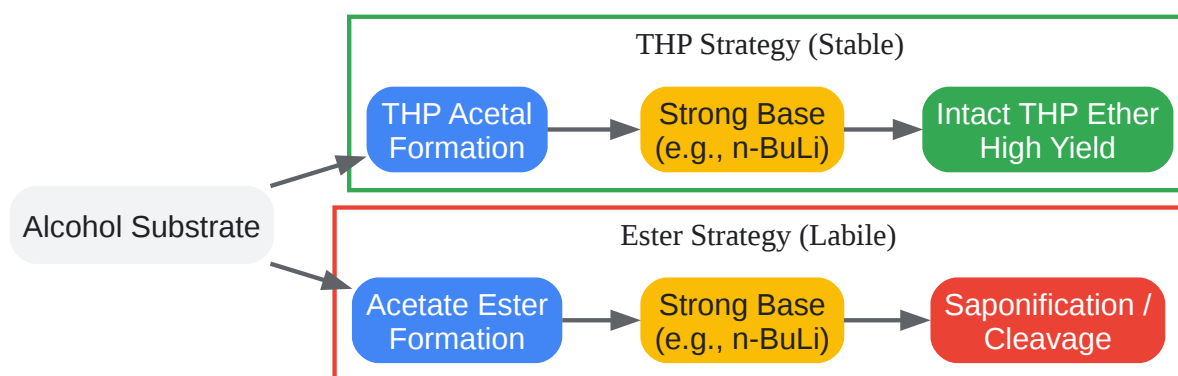 THP Strategy (Stable)
THP Acetal
Formation
Strong Base
(e.g., n-BuLi)
Intact THP Ether
High Yield
Alcohol Substrate
Ester Strategy (Labile)
Acetate Ester
Formation
Strong Base
(e.g., n-BuLi)
Saponification /
Cleavage